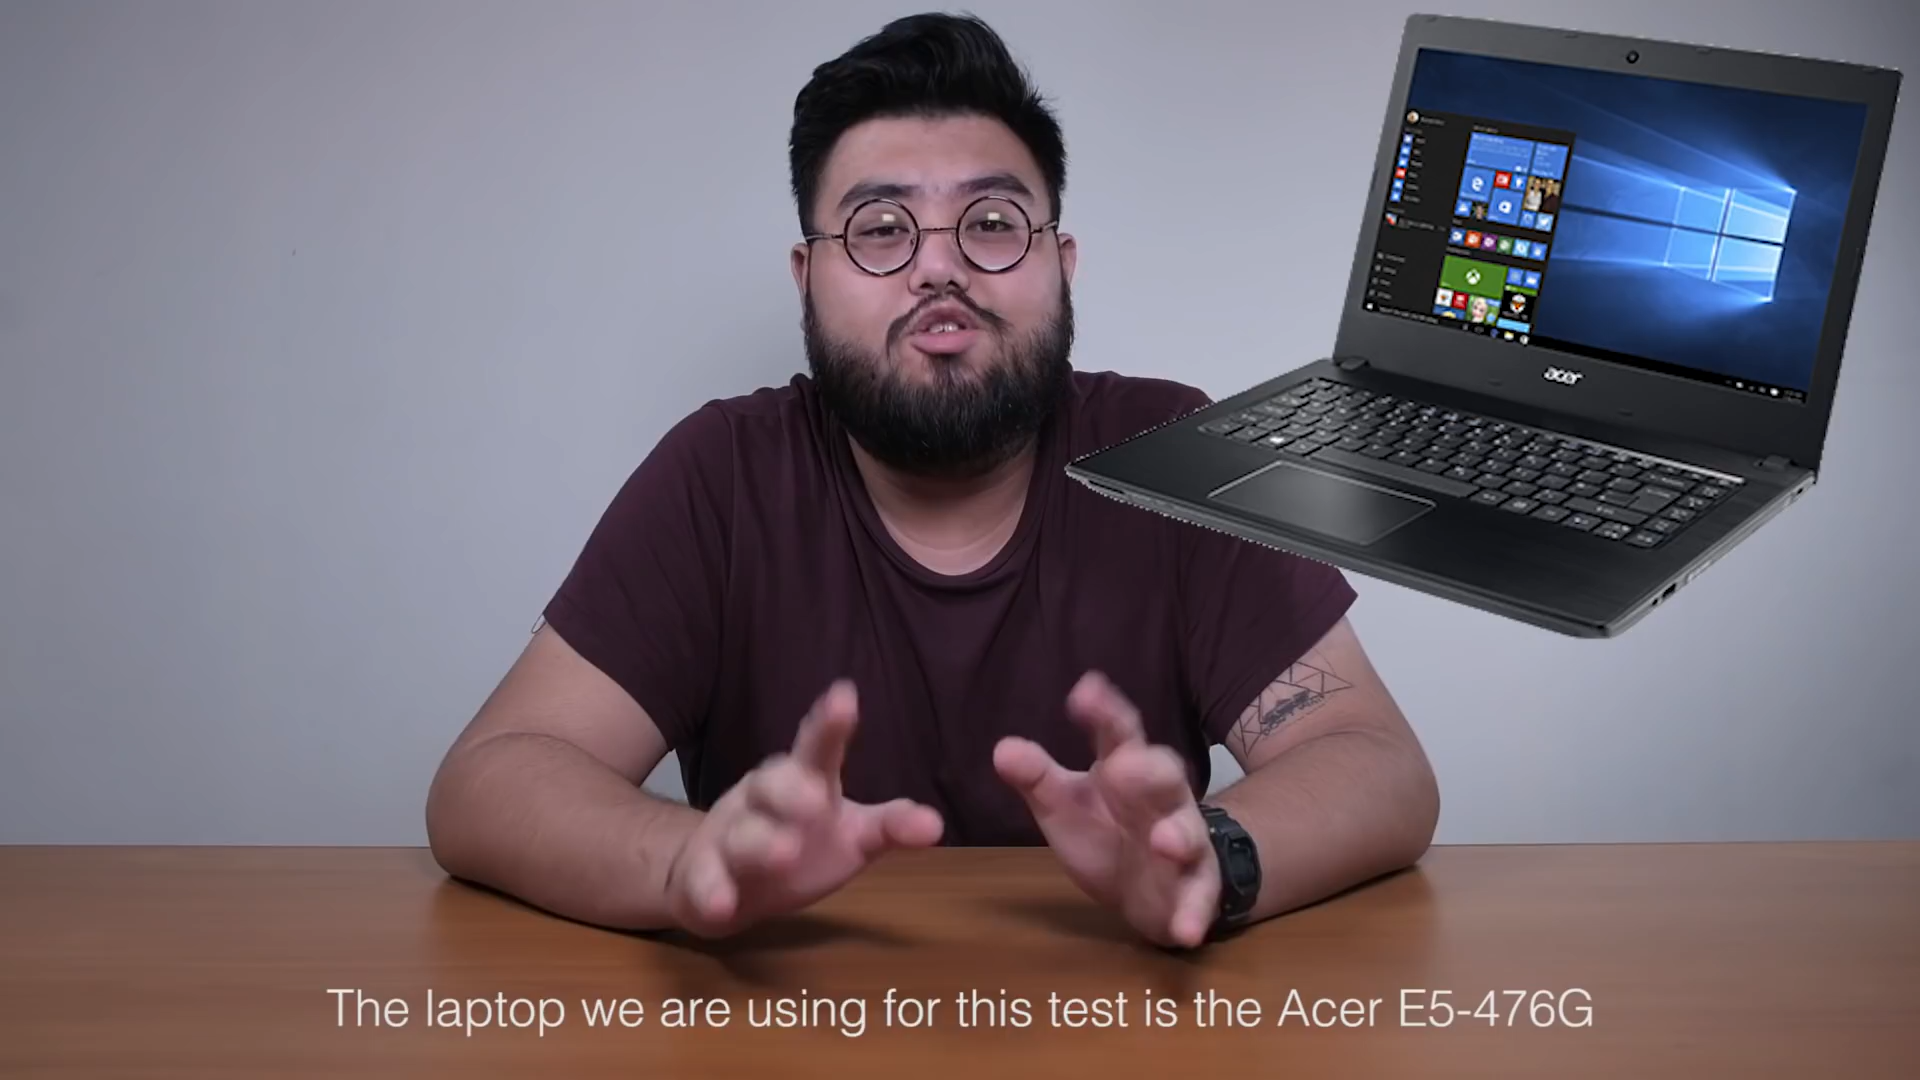 acer
The laptop we are using for this test is the Acer E5-476G